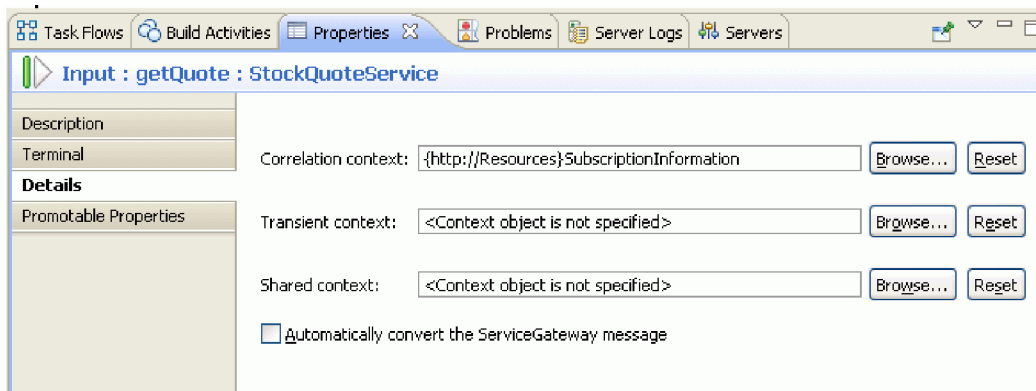 Task Flows Build Activities Properties Problems Server Logs Servers
Input : getQuote : StockQuoteService
Description
Terminal
Details
Promotable Properties
Correlation context: {http://Resources}SubscriptionInformation Browse... Reset
Transient context: <Context object is not specified> Browse... Reset
Shared context: <Context object is not specified> Browse... Reset
Automatically convert the ServiceGateway message